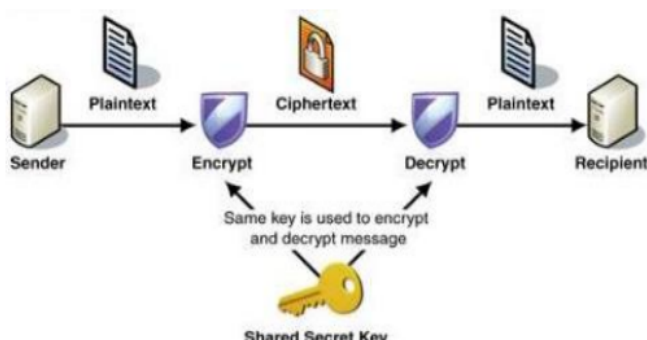 Plaintext
Ciphertext
Plaintext
Sender
Encrypt
Decrypt
Recipient
Same key is used to encrypt
and decrypt message
Shared Secret Key